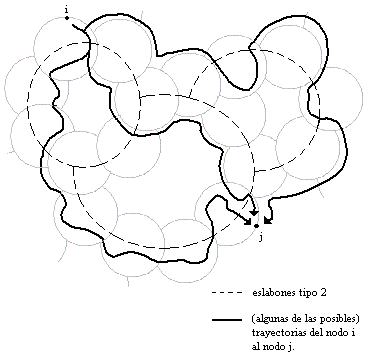 i
j
eslabones tipo 2
(algunas de las posibles)
trayectorias del nodo i
al nodo j.